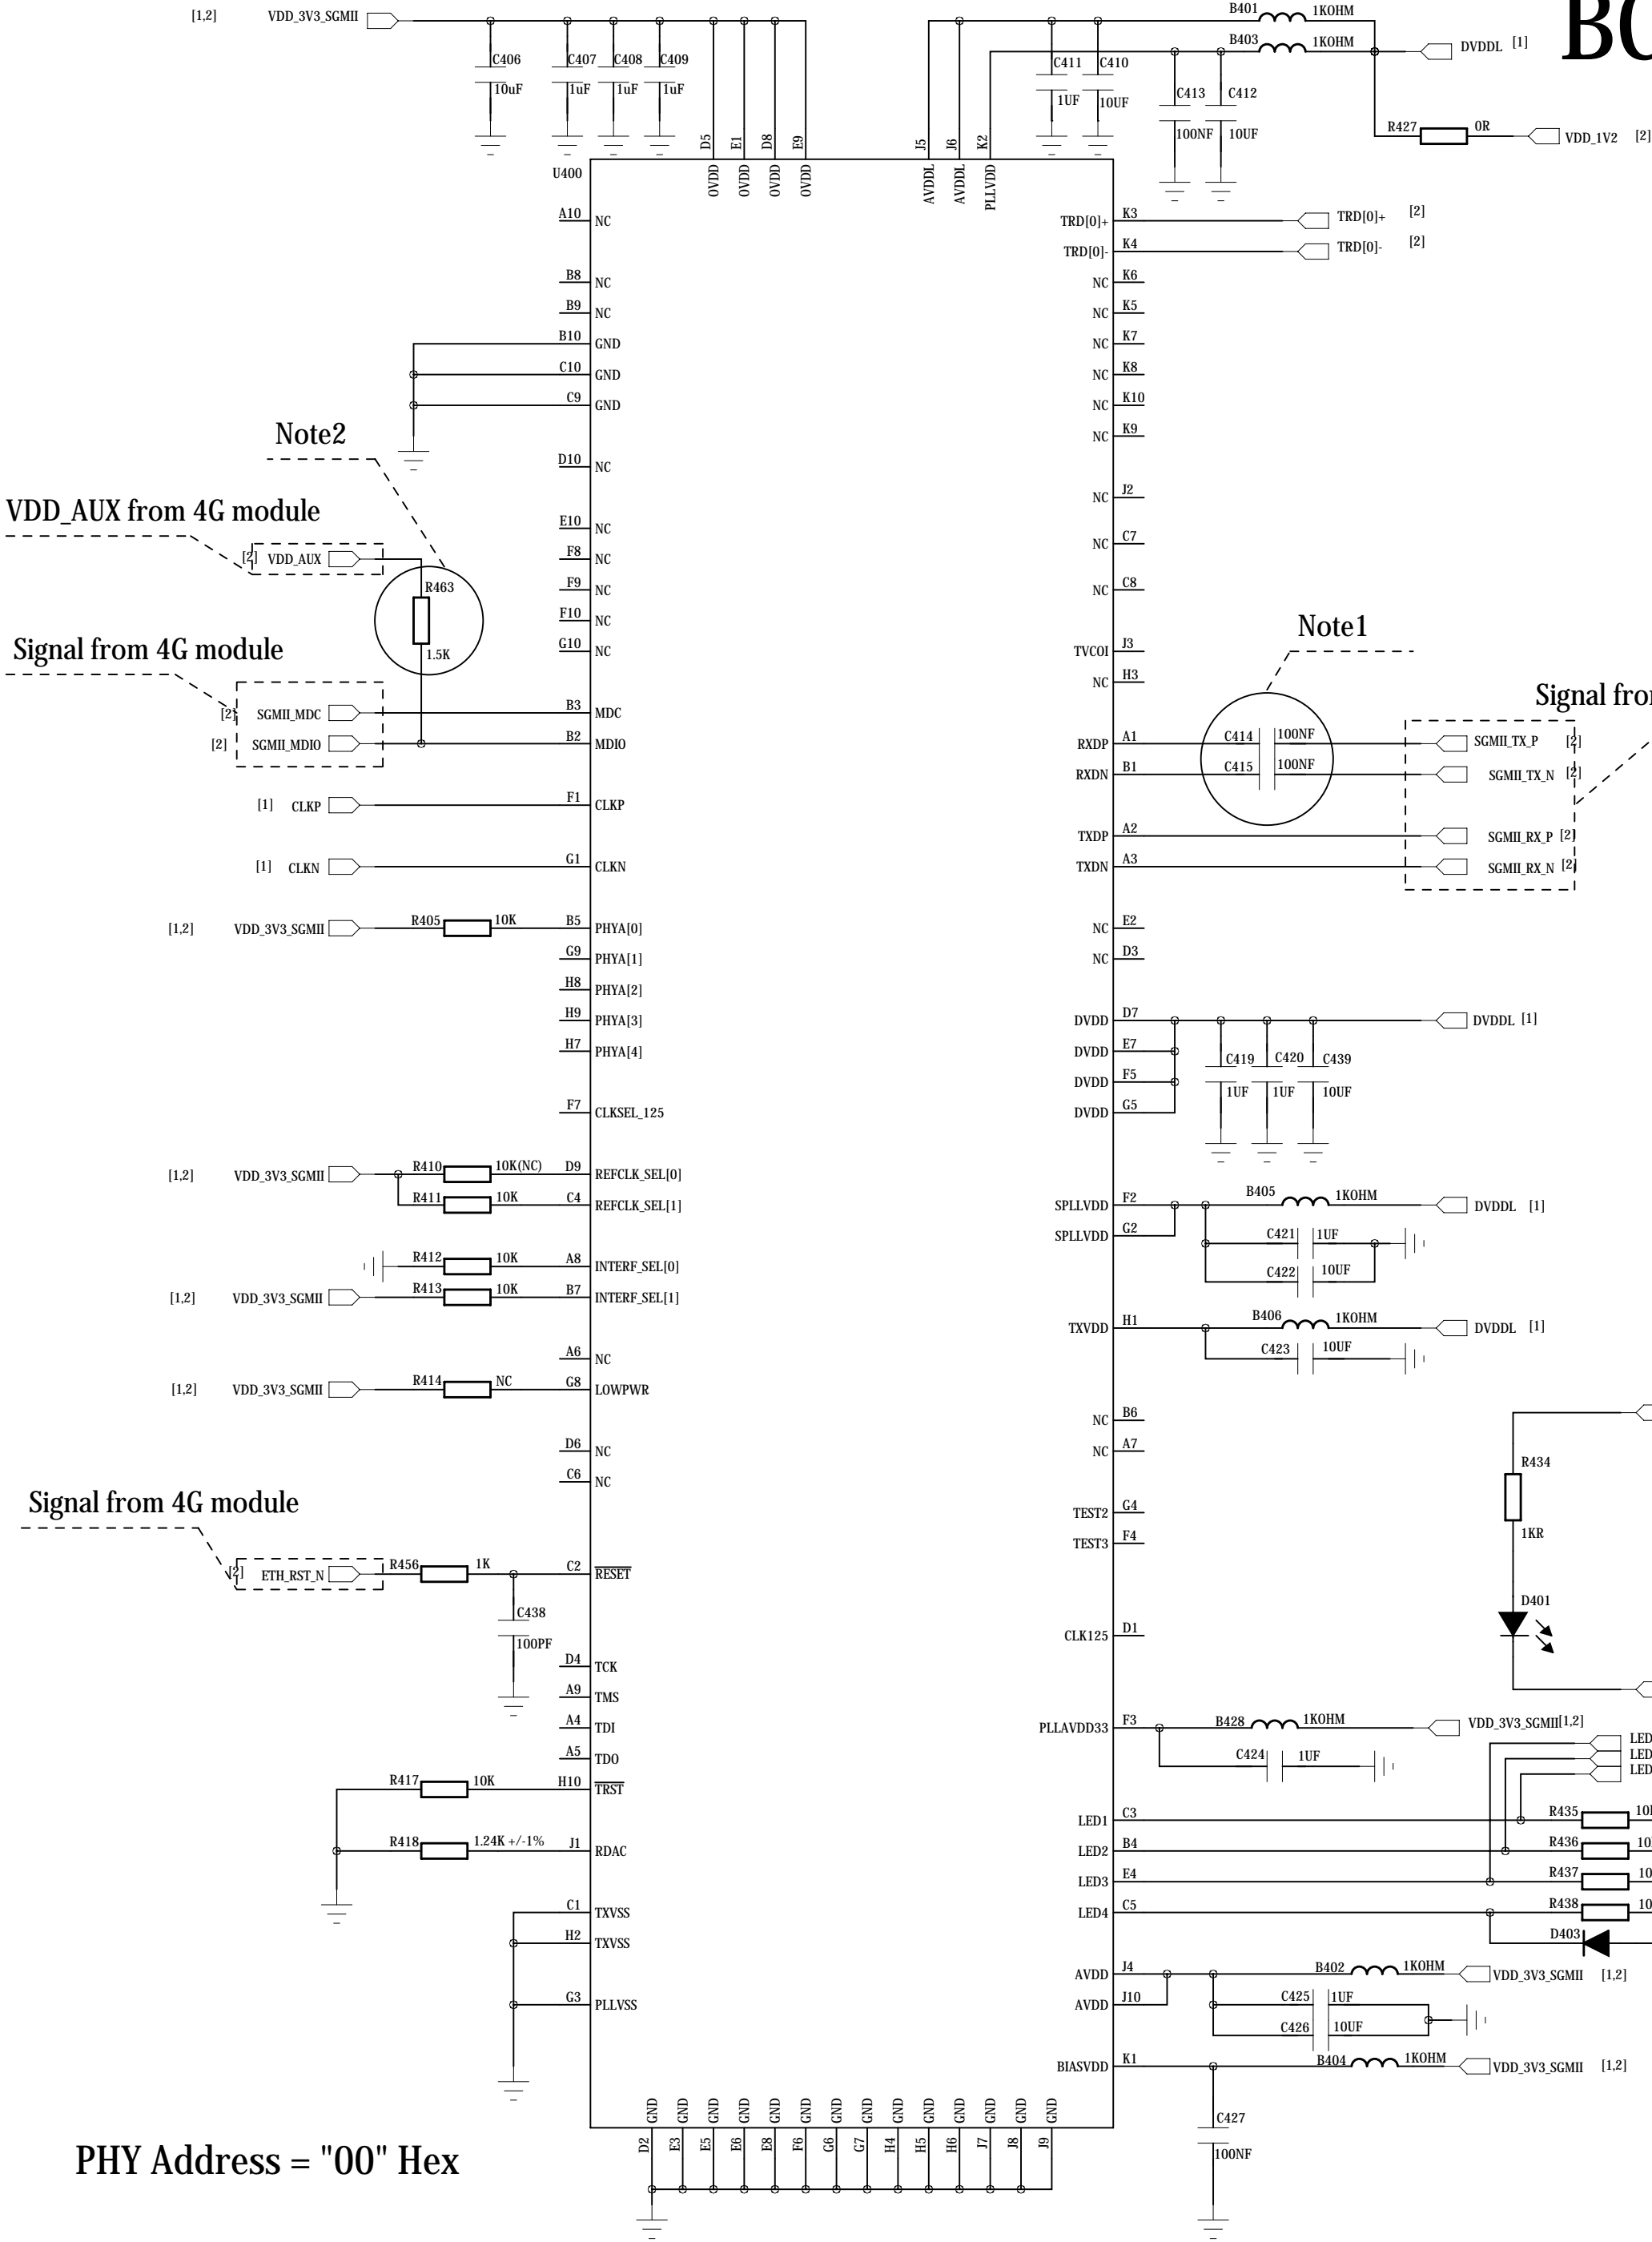 [1,2] VDD_3V3_SGMII
C406 10uF
C407 1uF
C408 1uF
C409 1uF
D5 E1 D8 E9
OVDD OVDD OVDD OVDD
J5 J6 K2
AVDDL AVDDL PLLVDD
B401 1KOHM
B403 1KOHM
DVDDL [1]
C411 1UF
C410 10UF
C413 100NF
C412 10UF
R427 0R VDD_1V2 [2]
U400
A10 NC
B8 NC
B9 NC
B10 GND
C10 GND
C9 GND
Note2
D10 NC
VDD_AUX from 4G module
E10 NC
[2] VDD_AUX
F8 NC
R463
1.5K
F9 NC
F10 NC
G10 NC
Signal from 4G module
[2] SGMII_MDC B3 MDC
[2] SGMII_MDIO B2 MDIO
[1] CLKP F1 CLKP
[1] CLKN G1 CLKN
[1,2] VDD_3V3_SGMII R405 10K B5 PHYA[0]
G9 PHYA[1]
H8 PHYA[2]
H9 PHYA[3]
H7 PHYA[4]
F7 CLKSEL_125
[1,2] VDD_3V3_SGMII R410 10K(NC) D9 REFCLK_SEL[0]
R411 10K C4 REFCLK_SEL[1]
R412 10K A8 INTERF_SEL[0]
[1,2] VDD_3V3_SGMII R413 10K B7 INTERF_SEL[1]
A6 NC
[1,2] VDD_3V3_SGMII R414 NC G8 LOWPWR
D6 NC
C6 NC
Signal from 4G module
[2] ETH_RST_N R456 1K C2 RESET
C438
100PF
D4 TCK
A9 TMS
A4 TDI
A5 TDO
R417 10K H10 TRST
R418 1.24K +/-1% J1 RDAC
C1 TXVSS
H2 TXVSS
G3 PLLVSS
PHY Address = "00" Hex
GND GND GND GND GND GND GND GND GND GND GND GND GND GND
D2 E3 E5 E6 E8 F6 G6 G7 H4 H5 H6 J7 J8 J9
TRD[0]+ K3 TRD[0]+ [2]
TRD[0]- K4 TRD[0]- [2]
NC K6
NC K5
NC K7
NC K8
NC K10
NC K9
NC J2
NC C7
NC C8
Note1
TVCOI J3
NC H3
RXDP A1 C414 100NF SGMII_TX_P [2]
RXDN B1 C415 100NF SGMII_TX_N [2]
TXDP A2 SGMII_RX_P [2]
TXDN A3 SGMII_RX_N [2]
NC E2
NC D3
DVDD D7 DVDDL [1]
DVDD E7
DVDD F5
DVDD G5
C419 1UF
C420 1UF
C439 10UF
SPLLVDD F2 B405 1KOHM DVDDL [1]
SPLLVDD G2
C421 1UF
C422 10UF
TXVDD H1 B406 1KOHM DVDDL [1]
C423 10UF
NC B6
NC A7
R434
1KR
TEST2 G4
TEST3 F4
D401
CLK125 D1
PLLAVDD33 F3 B428 1KOHM VDD_3V3_SGMII [1,2]
C424 1UF
LED
LED
LED
LED1 C3 R435
LED2 B4 R436
LED3 E4 R437
LED4 C5 R438
D403
AVDD J4 B402 1KOHM VDD_3V3_SGMII [1,2]
AVDD J10
C425 1UF
C426 10UF
BIASVDD K1 B404 1KOHM VDD_3V3_SGMII [1,2]
C427
100NF